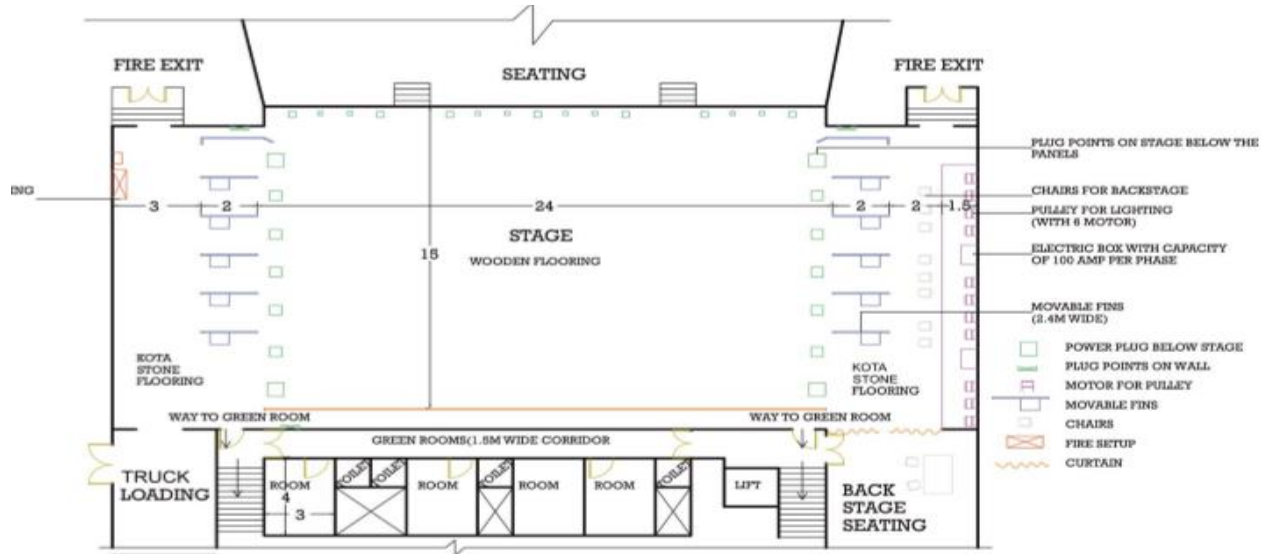 FIRE EXIT
SEATING
FIRE EXIT
PLUG POINTS ON STAGE BELOW THE
PANELS
NG
CHAIRS FOR BACKSTAGE
3
2
24
2
2
1.5
PULLEY FOR LIGHTING
(WITH 6 MOTOR)
STAGE
15
WOODEN FLOORING
ELECTRIC BOX WITH CAPACITY
OF 100 AMP PER PHASE
MOVABLE FINS
(2.4M WIDE)
KOTA
STONE
FLOORING
KOTA
STONE
FLOORING
POWER PLUG BELOW STAGE
PLUG POINTS ON WALL
MOTOR FOR PULLEY
MOVABLE FINS
CHAIRS
FIRE SETUP
CURTAIN
WAY TO GREEN ROOM
WAY TO GREEN ROOM
GREEN ROOMS(1.5M WIDE CORRIDOR
TRUCK
LOADING
ROOM
TOILET
TOILET
ROOM
TOILET
ROOM
ROOM
TOILET
LIFT
4
3
BACK
STAGE
SEATING